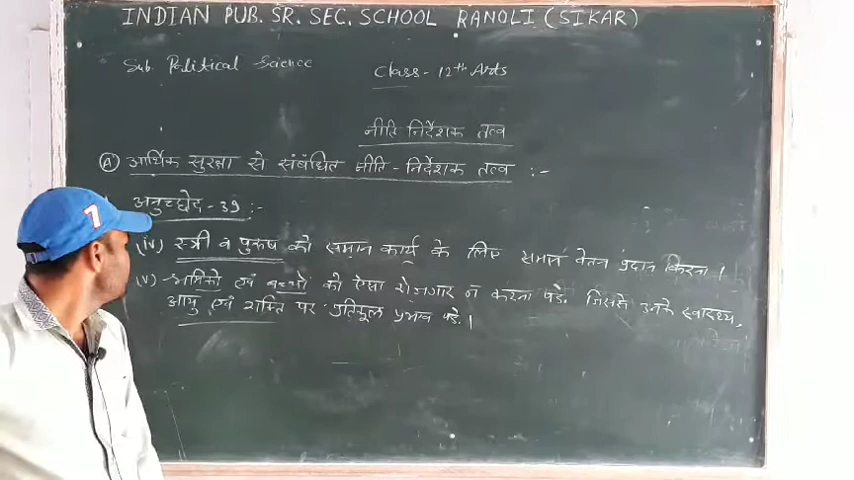 INDIAN PUB. SR. SEC. SCHOOL RANOLI (SIKAR)
Sub. Political Science
Class - 12th Arts
नीति निर्देशक तत्व
(A) आर्थिक सुरक्षा से संबंधित नीति - निर्देशक तत्व :-
अनुच्छेद - 39 :-
(iv) स्त्री व पुरुष को समान कार्य के लिए समान वेतन प्रदान करना।
(v) श्रमिको एवं बच्चो को ऐसा रोजगार न करना पडे. जिससे उनके स्वास्थ्य,
आयु एवं शक्ति पर प्रतिकूल प्रभाव पडे.।
7